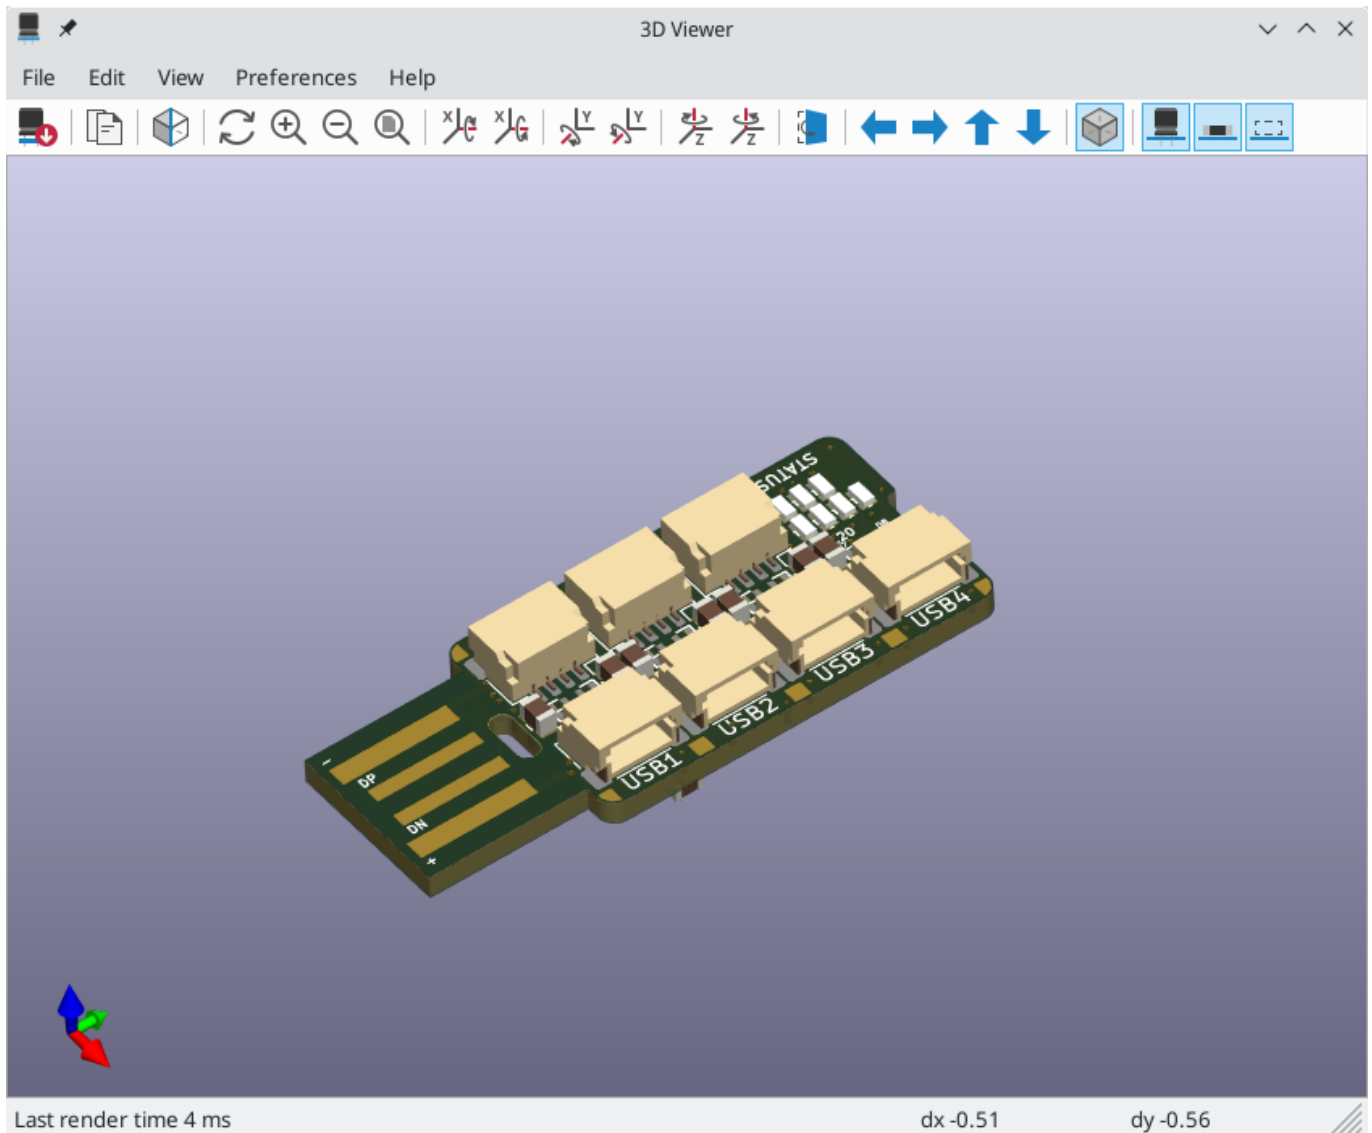 3D Viewer
File Edit View Preferences Help
STATUS
20
USB4
USB3
USB2
USB1
-
DP
DN
+
Last render time 4 ms dx -0.51 dy -0.56